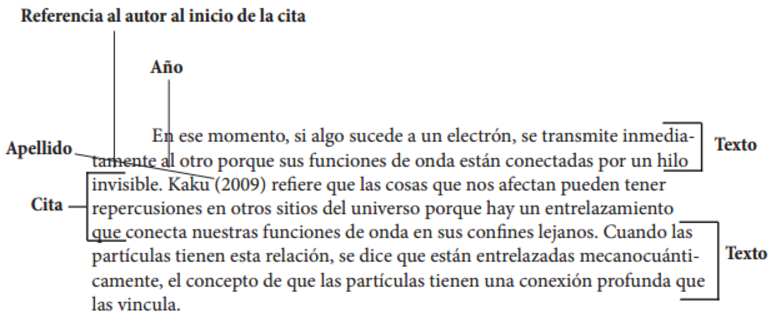 Referencia al autor al inicio de la cita
Año
En ese momento, si algo sucede a un electrón, se transmite inmedia-
Apellido
Texto
tamente al otro porque sus funciones de onda están conectadas por un hilo
invisible. Kaku (2009) refiere que las cosas que nos afectan pueden tener
Cita
repercusiones en otros sitios del universo porque hay un entrelazamiento
que conecta nuestras funciones de onda en sus confines lejanos. Cuando las
partículas tienen esta relación, se dice que están entrelazadas mecanocuánti-
Texto
camente, el concepto de que las partículas tienen una conexión profunda que
las vincula.